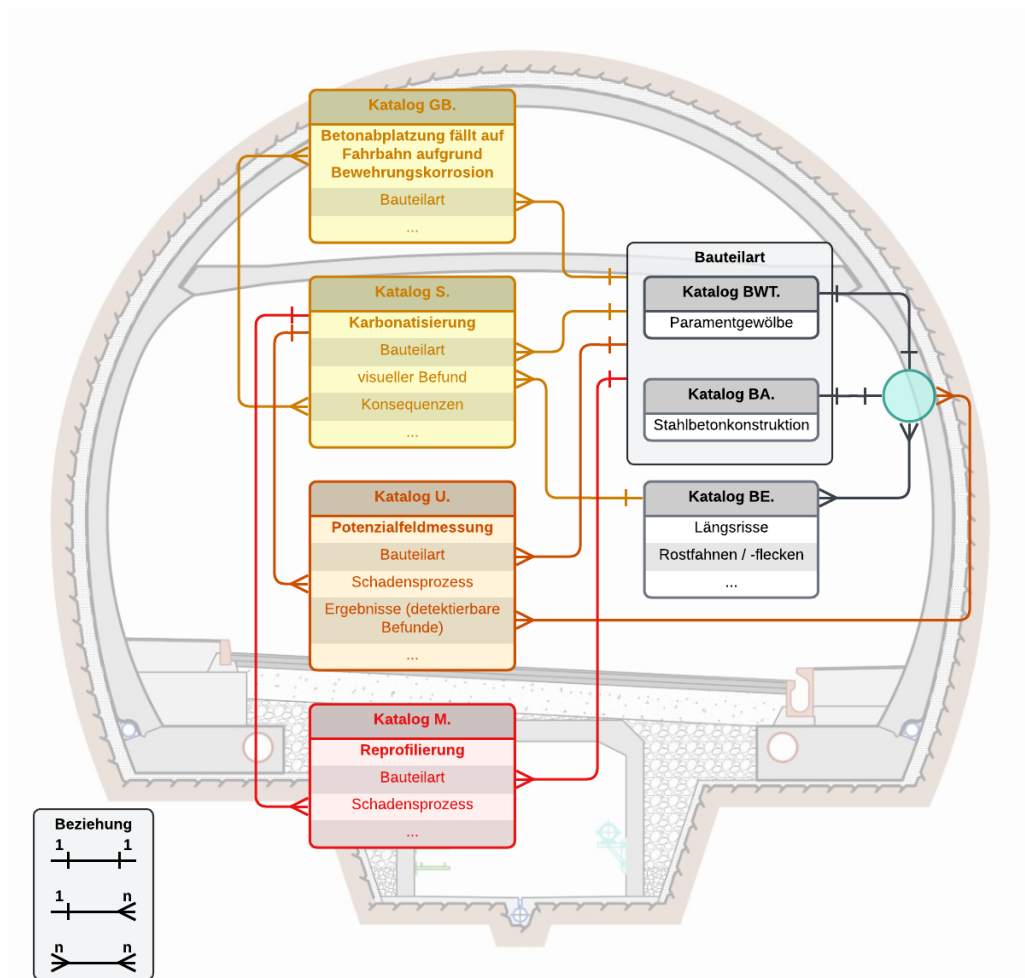 Katalog GB.
Betonabplatzung fällt auf
Fahrbahn aufgrund
Bewehrungskorrosion
Bauteilart
...
Katalog S.
Karbonatisierung
Bauteilart
visueller Befund
Konsequenzen
...
Katalog U.
Potenzialfeldmessung
Bauteilart
Schadensprozess
Ergebnisse (detektierbare
Befunde)
...
Katalog M.
Reprofilierung
Bauteilart
Schadensprozess
...
Bauteilart
Katalog BWT.
Paramentgewölbe
Katalog BA.
Stahlbetonkonstruktion
Katalog BE.
Längsrisse
Rostfahnen / -flecken
...
Beziehung
1 1
1 n
n n